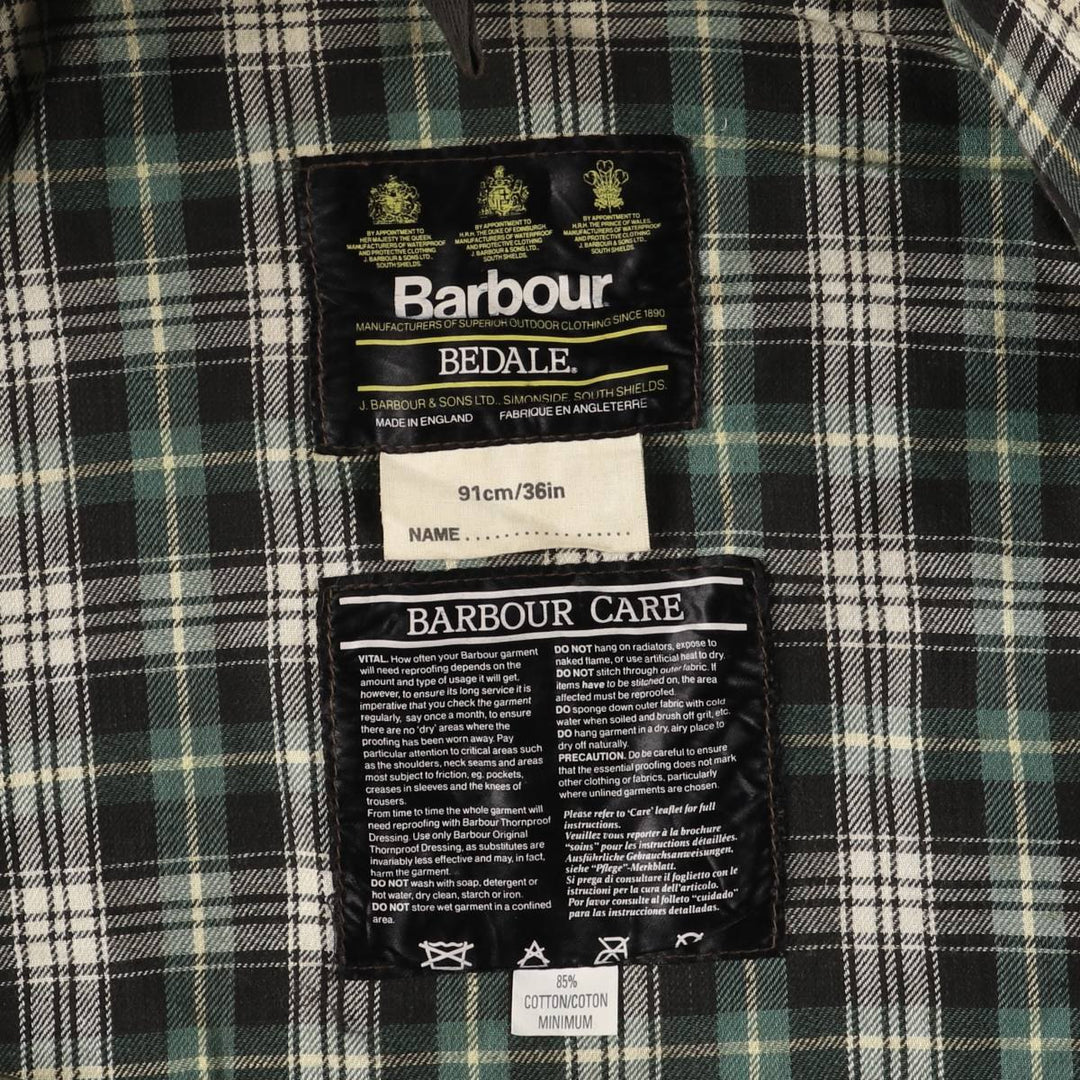 BY APPOINTMENT TO
HER MAJESTY THE QUEEN
MANUFACTURERS OF WATERPROOF
AND PROTECTIVE CLOTHING
J. BARBOUR & SONS LTD.,
SOUTH SHIELDS.
BY APPOINTMENT TO
H.R.H. THE DUKE OF EDINBURGH
MANUFACTURERS OF WATERPROOF
AND PROTECTIVE CLOTHING
J. BARBOUR & SONS LTD.,
SOUTH SHIELDS.
BY APPOINTMENT TO
H.R.H. THE PRINCE OF WALES
MANUFACTURERS OF WATERPROOF
AND PROTECTIVE CLOTHING
J. BARBOUR & SONS LTD.,
SOUTH SHIELDS.
Barbour
MANUFACTURERS OF SUPERIOR OUTDOOR CLOTHING SINCE 1890
BEDALE®
J. BARBOUR & SONS LTD., SIMONSIDE, SOUTH SHIELDS.
MADE IN ENGLAND FABRIQUE EN ANGLETERRE
91cm/36in
NAME.................
BARBOUR CARE
VITAL. How often your Barbour garment
will need reproofing depends on the
amount and type of usage it will get,
however, to ensure its long service it is
imperative that you check the garment
regularly, say once a month, to ensure
there are no 'dry' areas where the
proofing has been worn away. Pay
particular attention to critical areas such
as the shoulders, neck seams and areas
most subject to friction, eg. pockets,
creases in sleeves and the knees of
trousers.
From time to time the whole garment will
need reproofing with Barbour Thornproof
Dressing. Use only Barbour Original
Thornproof Dressing, as substitutes are
invariably less effective and may, in fact,
harm the garment.
DO NOT wash with soap, detergent or
hot water, dry clean, starch or iron.
DO NOT store wet garment in a confined
area.
DO NOT hang on radiators, expose to
naked flame, or use artificial heat to dry.
DO NOT stitch through outer fabric. If
items have to be stitched on, the area
affected must be reproofed.
DO sponge down outer fabric with cold
water when soiled and brush off grit, etc.
DO hang garment in a dry, airy place to
dry off naturally.
PRECAUTION. Do be careful to ensure
that the essential proofing does not mark
other clothing or fabrics, particularly
where unlined garments are chosen.
Please refer to 'Care' leaflet for full
instructions.
Veuillez vous reporter à la brochure
"soins" pour les instructions détaillées.
Ausführliche Gebrauchsanweisungen,
siehe "Pflege"-Merkblatt.
Si prega di consultare il foglietto con le
istruzioni per la cura dell'articolo.
Por favor consulte al folleto "cuidado"
para las instrucciones detalladas.
85%
COTTON/COTON
MINIMUM